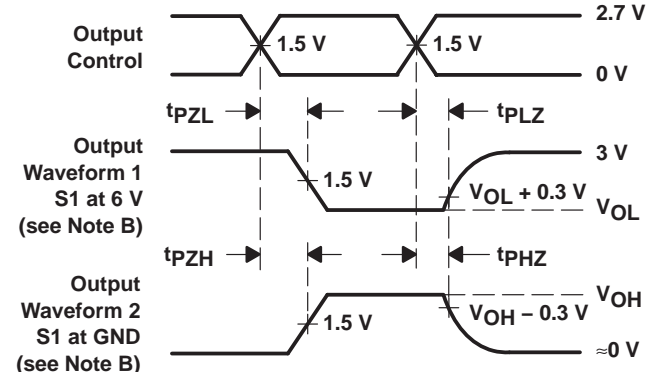 2.7 V
Output
Control
1.5 V
1.5 V
0 V
tPZL
tPLZ
Output
Waveform 1
S1 at 6 V
(see Note B)
3 V
1.5 V
VOL + 0.3 V
VOL
tPZH
tPHZ
Output
Waveform 2
S1 at GND
(see Note B)
VOH
1.5 V
VOH − 0.3 V
≈0 V